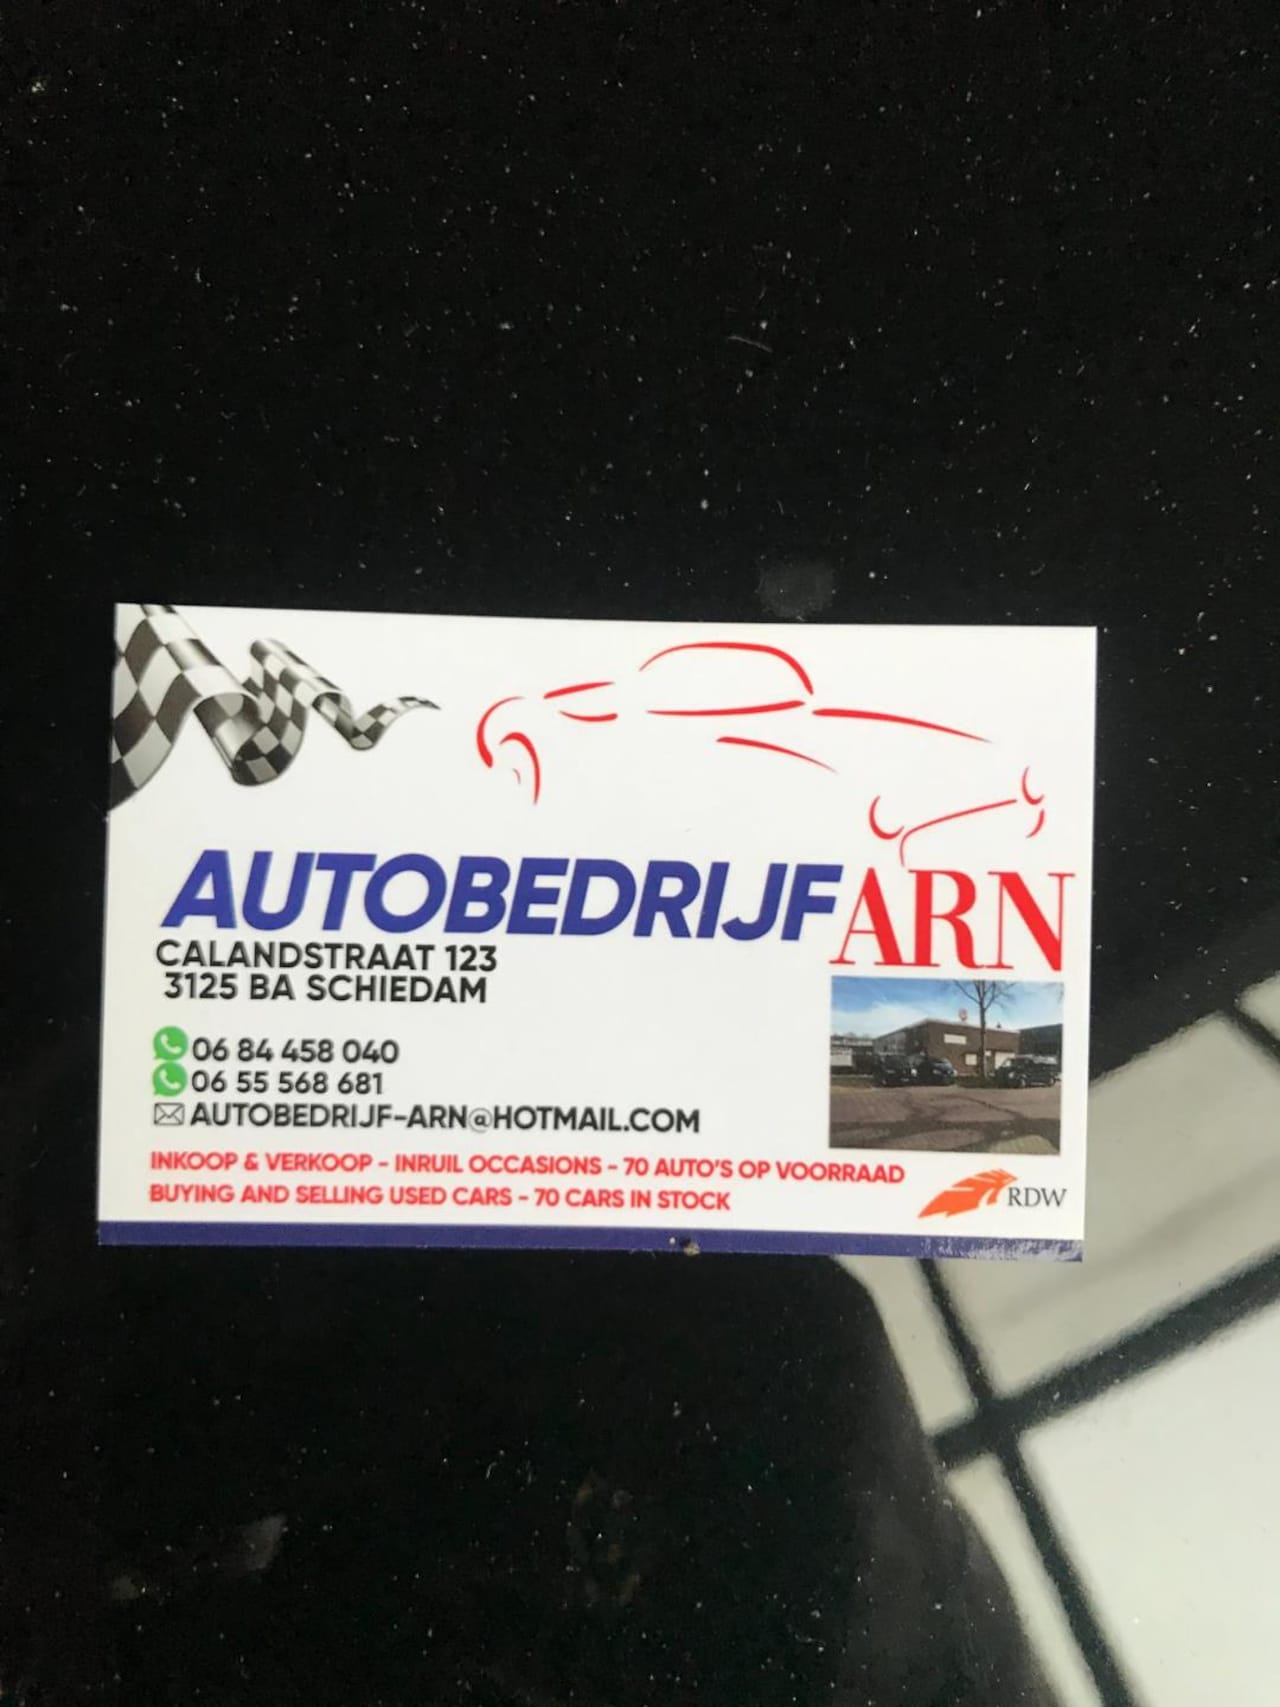 AUTOBEDRIJF ARN
CALANDSTRAAT 123
3125 BA SCHIEDAM
06 84 458 040
06 55 568 681
AUTOBEDRIJF-ARN@HOTMAIL.COM
INKOOP & VERKOOP - INRUIL OCCASIONS - 70 AUTO'S OP VOORRAAD
BUYING AND SELLING USED CARS - 70 CARS IN STOCK
RDW